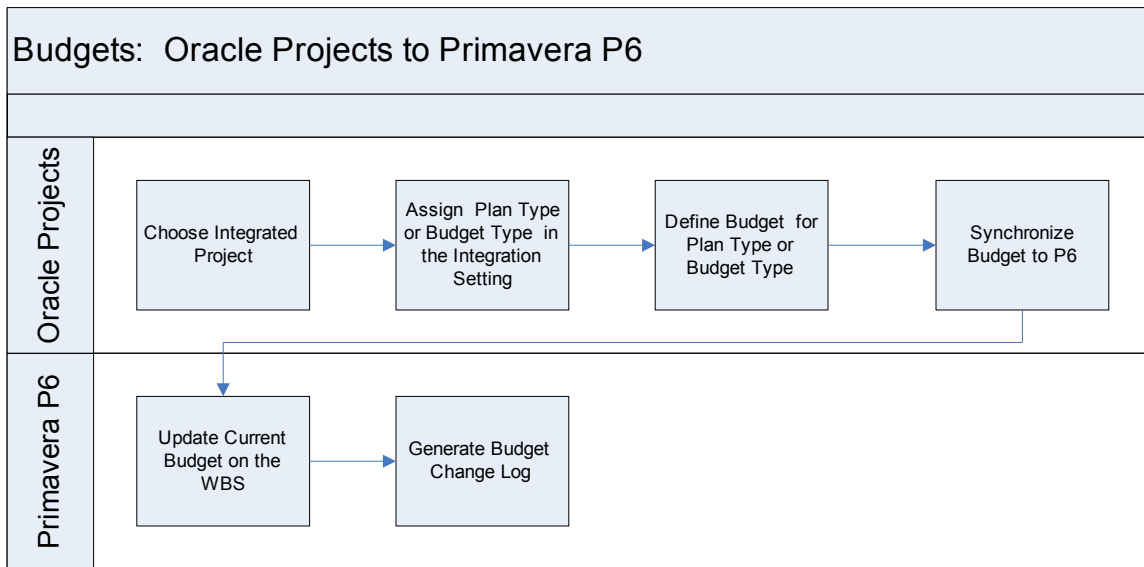 Budgets:  Oracle Projects to Primavera P6
Oracle Projects
Choose Integrated
Project
Assign  Plan Type
or Budget Type  in
the Integration
Setting
Define Budget  for
Plan Type or
Budget Type
Synchronize
Budget to P6
Primavera P6
Update Current
Budget on the
WBS
Generate Budget
Change Log